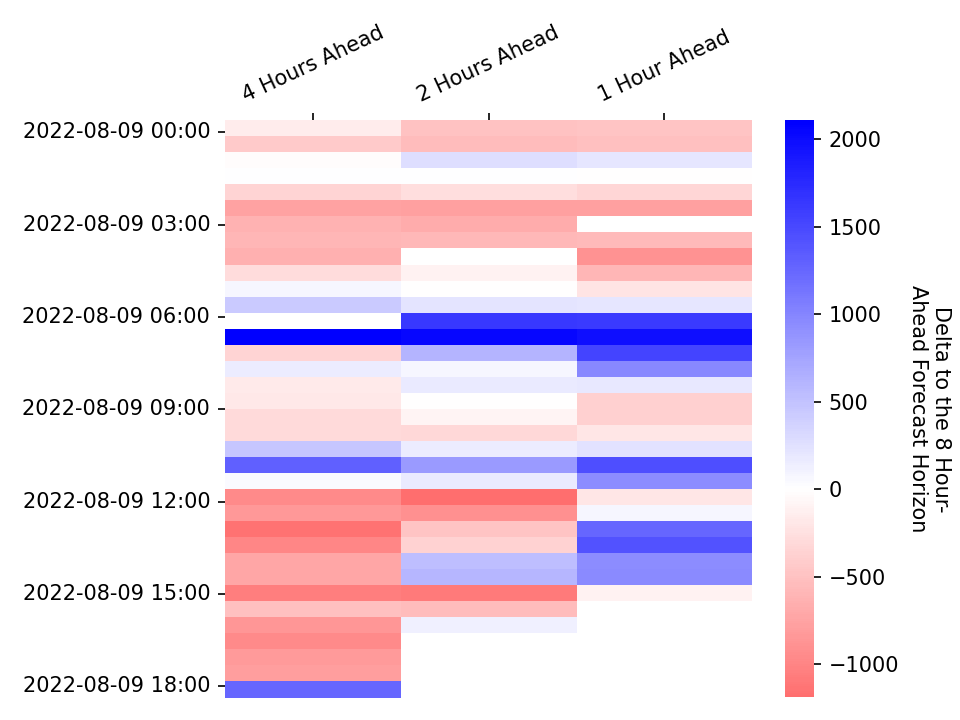 4 Hours Ahead
2 Hours Ahead
1 Hour Ahead
2022-08-09 00:00
2022-08-09 03:00
2022-08-09 06:00
2022-08-09 09:00
2022-08-09 12:00
2022-08-09 15:00
2022-08-09 18:00
2000
1500
1000
500
0
−500
−1000
Delta to the 8 Hour-
Ahead Forecast Horizon